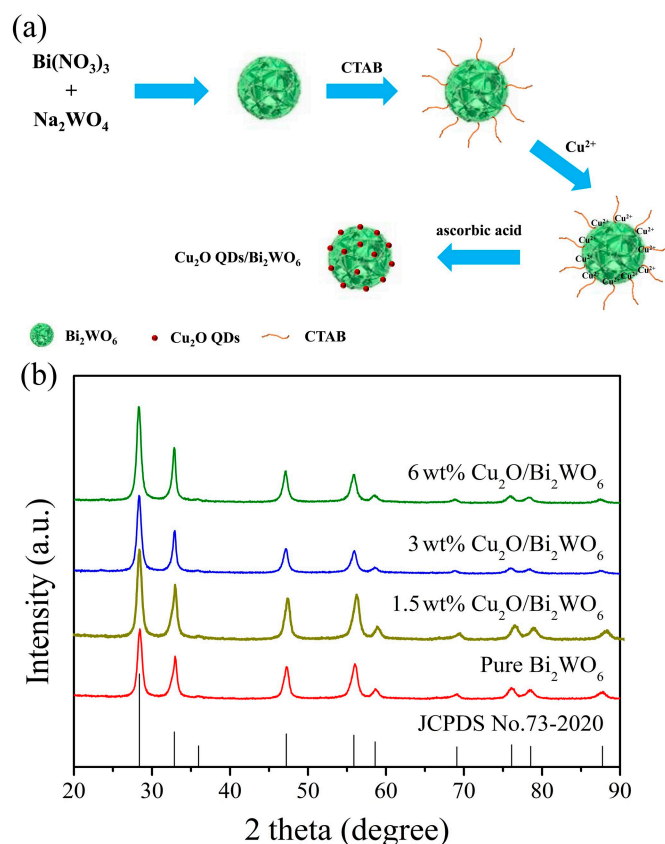 (a)
Bi(NO₃)₃
+
Na₂WO₄
CTAB
Cu²⁺
Cu²⁺
Cu²⁺
Cu²⁺
Cu²⁺
Cu²⁺
Cu²⁺
Cu²⁺
Cu²⁺
Cu²⁺
Cu²⁺
Cu²⁺
ascorbic acid
Cu₂O QDs/Bi₂WO₆
Bi₂WO₆ Cu₂O QDs CTAB
(b)
Intensity (a.u.)
6 wt% Cu₂O/Bi₂WO₆
3 wt% Cu₂O/Bi₂WO₆
1.5 wt% Cu₂O/Bi₂WO₆
Pure Bi₂WO₆
JCPDS No.73-2020
20 30 40 50 60 70 80 90
2 theta (degree)